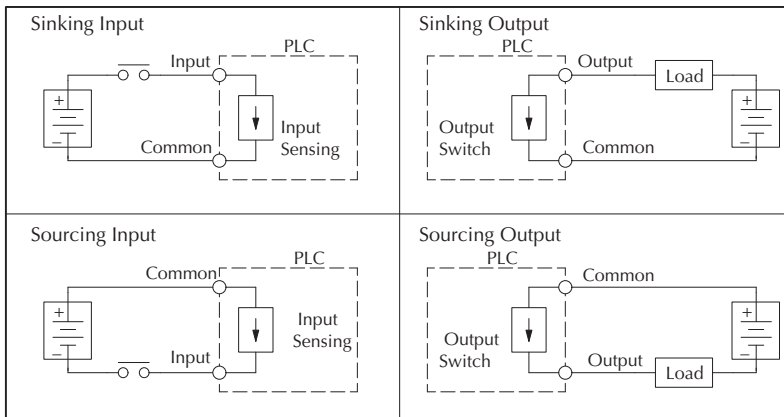 Sinking Input
PLC
Input
+
–
Input
Sensing
Common
Sinking Output
PLC
Output
Load
+
–
Output
Switch
Common
Sourcing Input
PLC
Common
+
–
Input
Sensing
Input
Sourcing Output
PLC
Common
+
–
Output
Switch
Output
Load